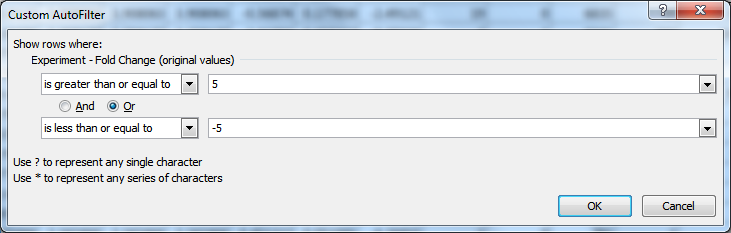 Custom AutoFilter
Show rows where:
Experiment - Fold Change (original values)
is greater than or equal to 5
And Or
is less than or equal to -5
Use ? to represent any single character
Use * to represent any series of characters
OK Cancel